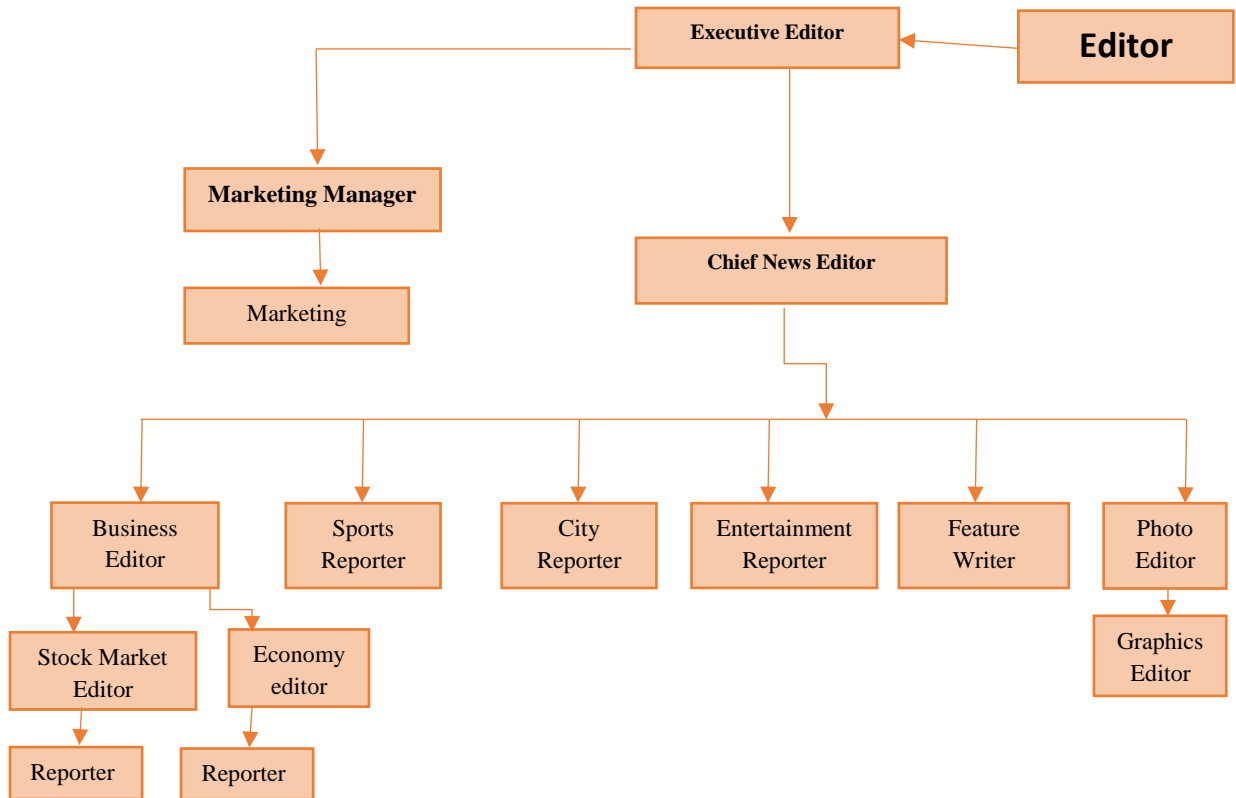 Executive Editor
Editor
Marketing Manager
Chief News Editor
Marketing
Business
Editor
Sports
Reporter
City
Reporter
Entertainment
Reporter
Feature
Writer
Photo
Editor
Stock Market
Editor
Economy
editor
Graphics
Editor
Reporter
Reporter